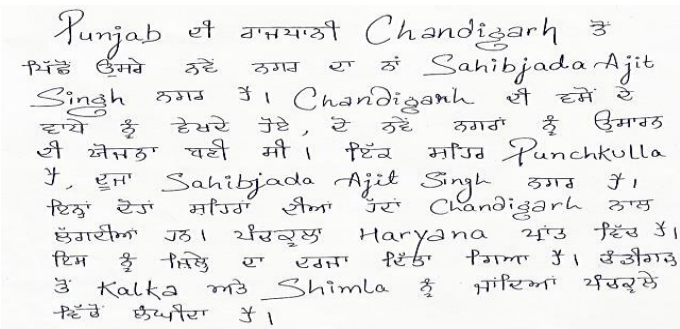 Punjab ਦੀ ਰਾਜਧਾਨੀ Chandigarh ਤੋਂ
ਪਿੱਛੋਂ ਉਸਰੇ ਨਵੇਂ ਨਗਰ ਦਾ ਨਾਂ Sahibjada Ajit
Singh ਨਗਰ ਹੈ। Chandigarh ਦੀ ਵਸੋਂ ਦੇ
ਵਾਧੇ ਨੂੰ ਵੇਖਦੇ ਹੋਏ, ਦੋ ਨਵੇਂ ਨਗਰਾਂ ਨੂੰ ਉਸਾਰਨ
ਦੀ ਯੋਜਨਾ ਬਣੀ ਸੀ। ਇੱਕ ਸ਼ਹਿਰ Punchkulla
ਹੈ, ਦੂਜਾ Sahibjada Ajit Singh ਨਗਰ ਹੈ।
ਇਨਾਂ ਦੋਹਾਂ ਸ਼ਹਿਰਾਂ ਦੀਆਂ ਹੱਦਾਂ Chandigarh ਨਾਲ
ਲੱਗਦੀਆਂ ਹਨ। ਪੰਚਕੂਲਾ Haryana ਪ੍ਰਾਂਤ ਵਿੱਚ ਹੈ।
ਇਸ ਨੂੰ ਜ਼ਿਲੇ ਦਾ ਦਰਜਾ ਦਿੱਤਾ ਗਿਆ ਹੈ। ਚੰਡੀਗੜ
ਤੋਂ Kalka ਅਤੇ Shimla ਨੂੰ ਜਾਂਦਿਆਂ ਪੰਚਕੂਲੇ
ਵਿੱਚੋਂ ਲੰਘੀਦਾ ਹੈ।